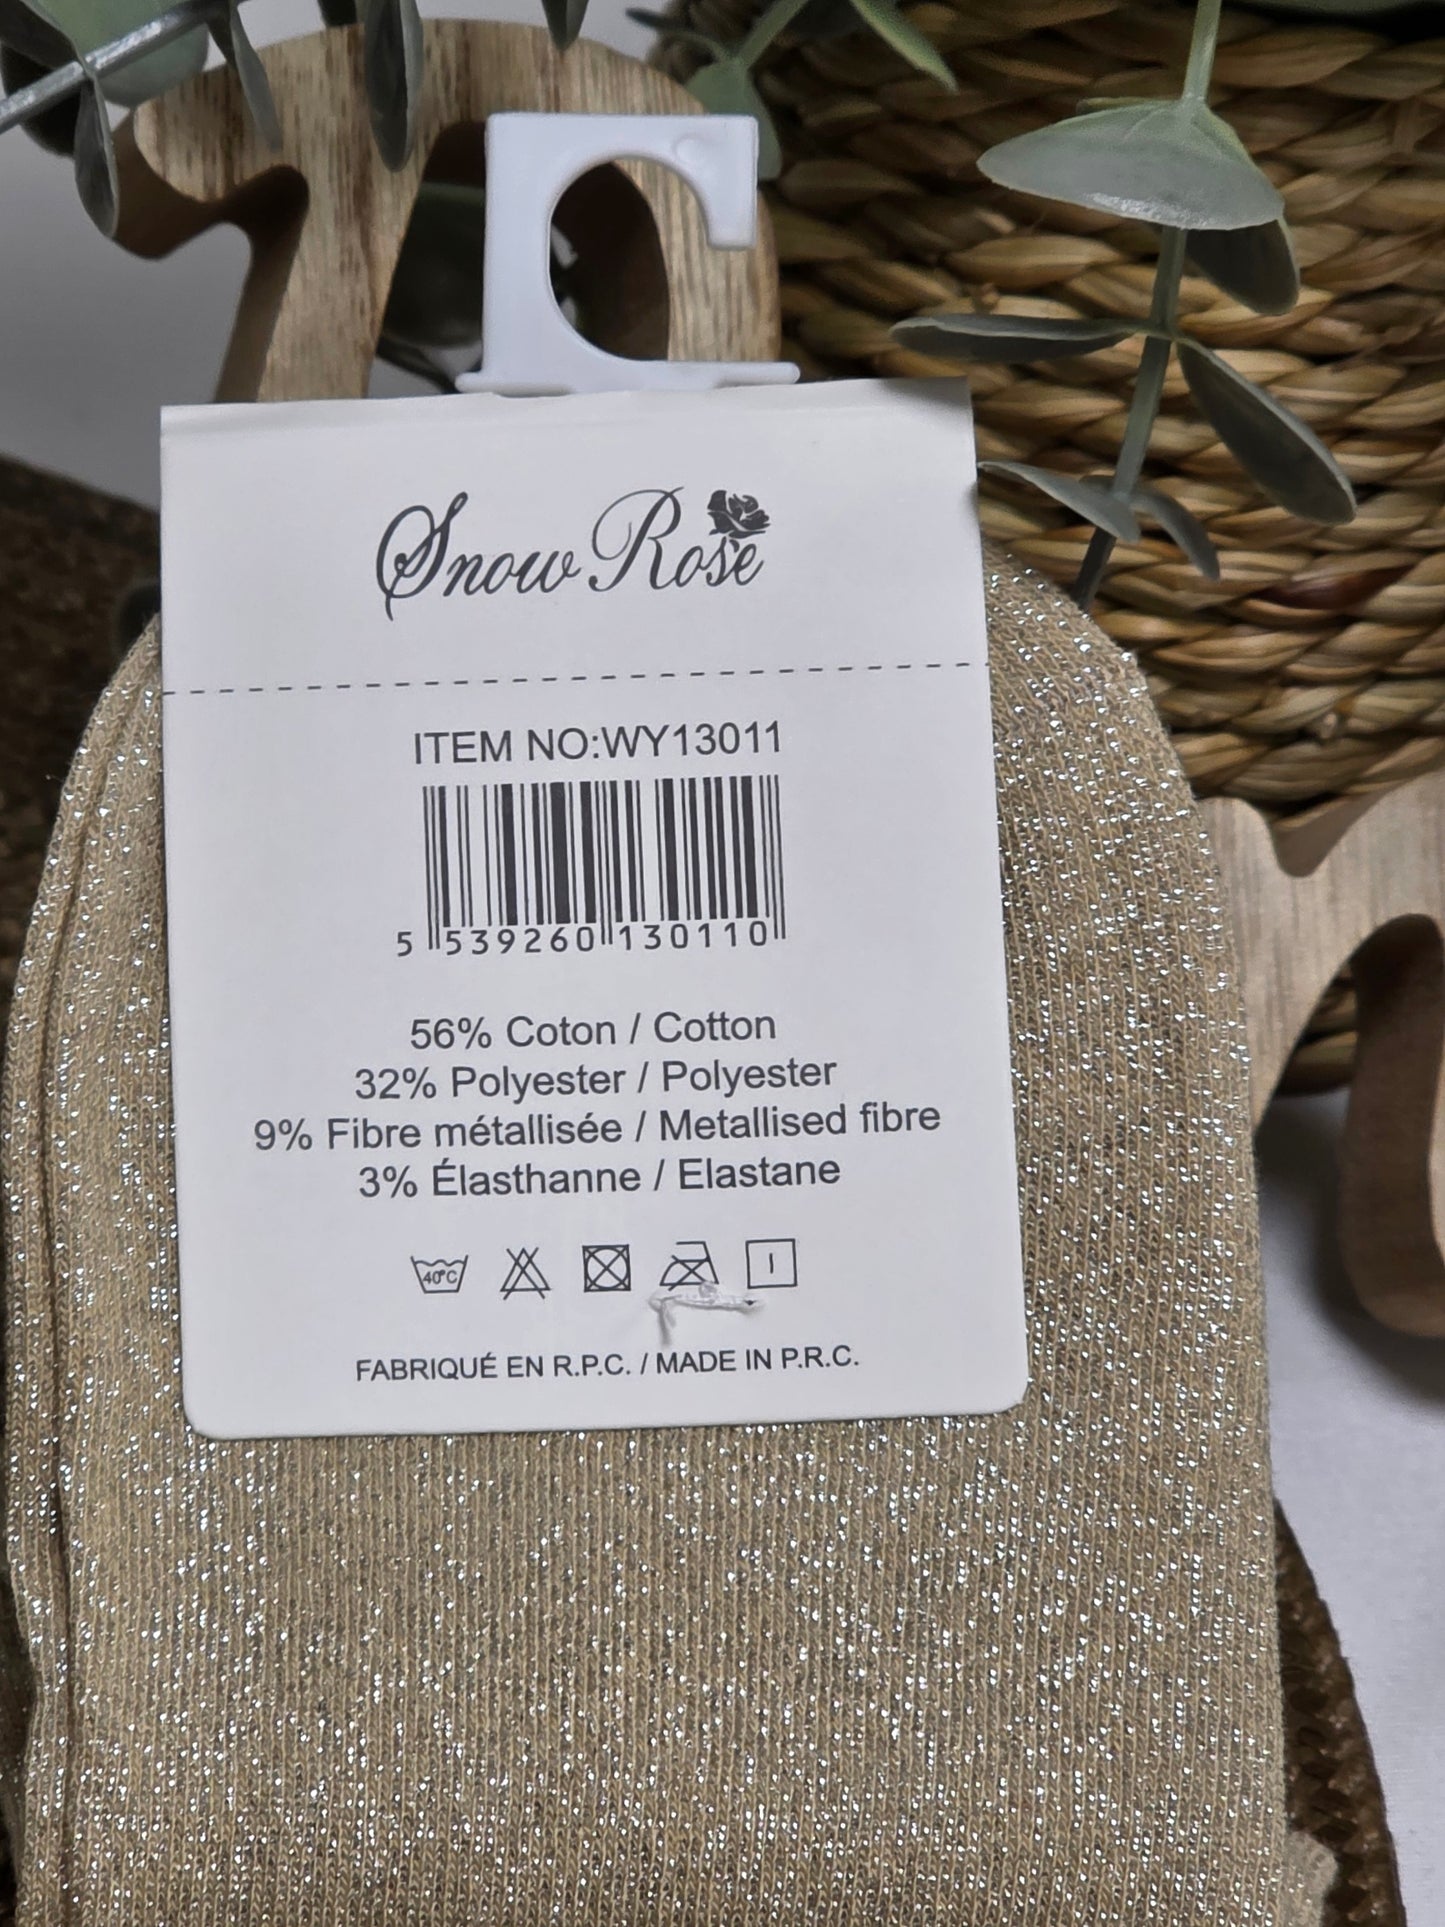 Snow Rose
ITEM NO:WY13011
5 539260 130110
56% Coton / Cotton
32% Polyester / Polyester
9% Fibre métallisée / Metallised fibre
3% Élasthanne / Elastane
40°C
FABRIQUÉ EN R.P.C. / MADE IN P.R.C.